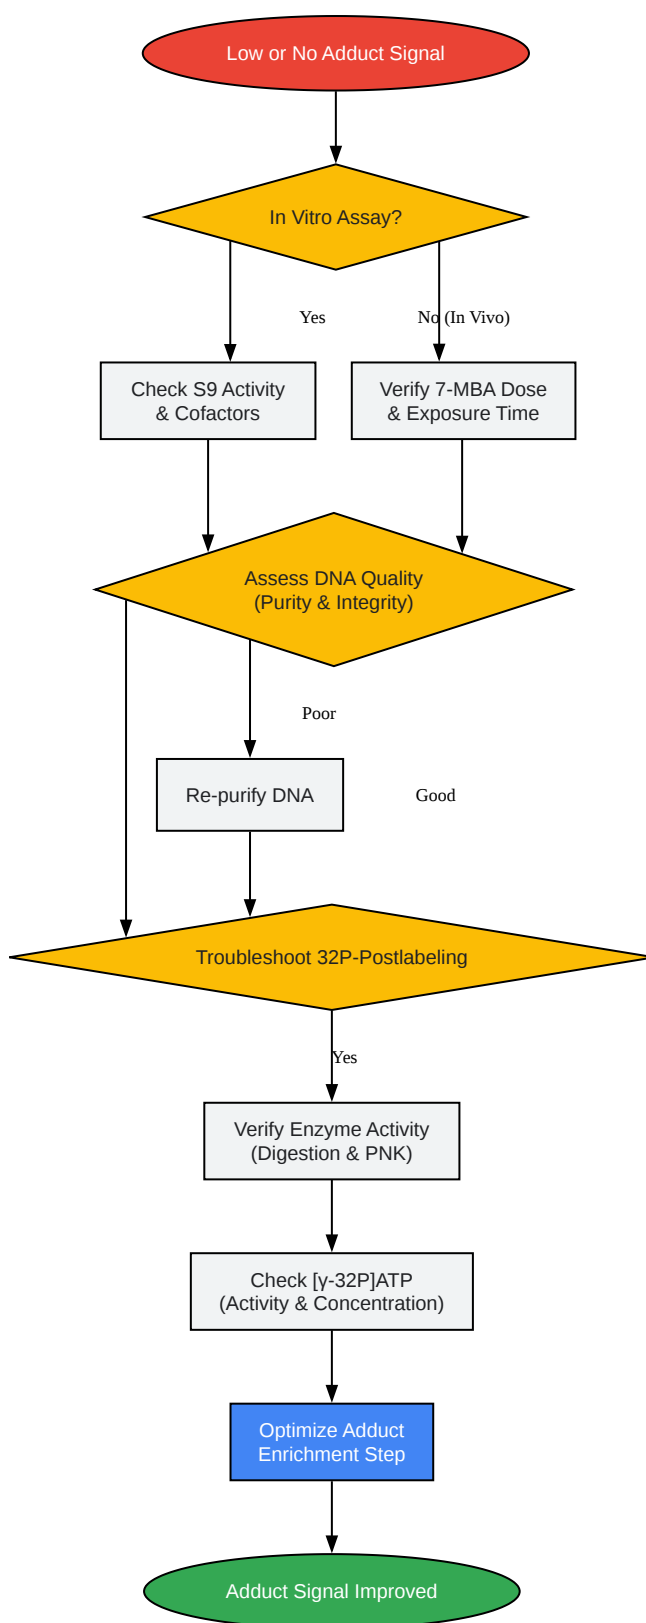 Low or No Adduct Signal
In Vitro Assay?
Yes
No (In Vivo)
Check S9 Activity
& Cofactors
Verify 7-MBA Dose
& Exposure Time
Assess DNA Quality
(Purity & Integrity)
Poor
Re-purify DNA
Good
Troubleshoot 32P-Postlabeling
Yes
Verify Enzyme Activity
(Digestion & PNK)
Check [γ-32P]ATP
(Activity & Concentration)
Optimize Adduct
Enrichment Step
Adduct Signal Improved